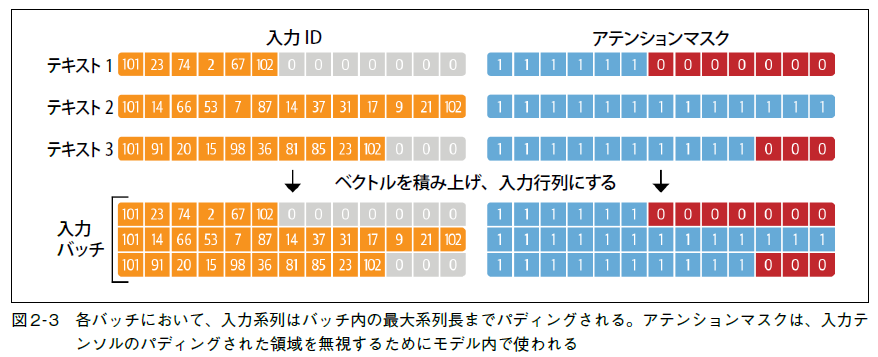 入力 ID アテンションマスク
テキスト 1 101 23 74 2 67 102 0 0 0 0 0 0 0 1 1 1 1 1 1 0 0 0 0 0 0 0
テキスト 2 101 14 66 53 7 87 14 37 31 17 9 21 102 1 1 1 1 1 1 1 1 1 1 1 1 1
テキスト 3 101 91 20 15 98 36 81 85 23 102 0 0 0 1 1 1 1 1 1 1 1 1 1 0 0 0
ベクトルを積み上げ、入力行列にする
入力
バッチ
101 23 74 2 67 102 0 0 0 0 0 0 0 1 1 1 1 1 1 0 0 0 0 0 0 0
101 14 66 53 7 87 14 37 31 17 9 21 102 1 1 1 1 1 1 1 1 1 1 1 1 1
101 91 20 15 98 36 81 85 23 102 0 0 0 1 1 1 1 1 1 1 1 1 1 0 0 0
図2-3 各バッチにおいて、入力系列はバッチ内の最大系列長までパディングされる。アテンションマスクは、入力テ
ンソルのパディングされた領域を無視するためにモデル内で使われる